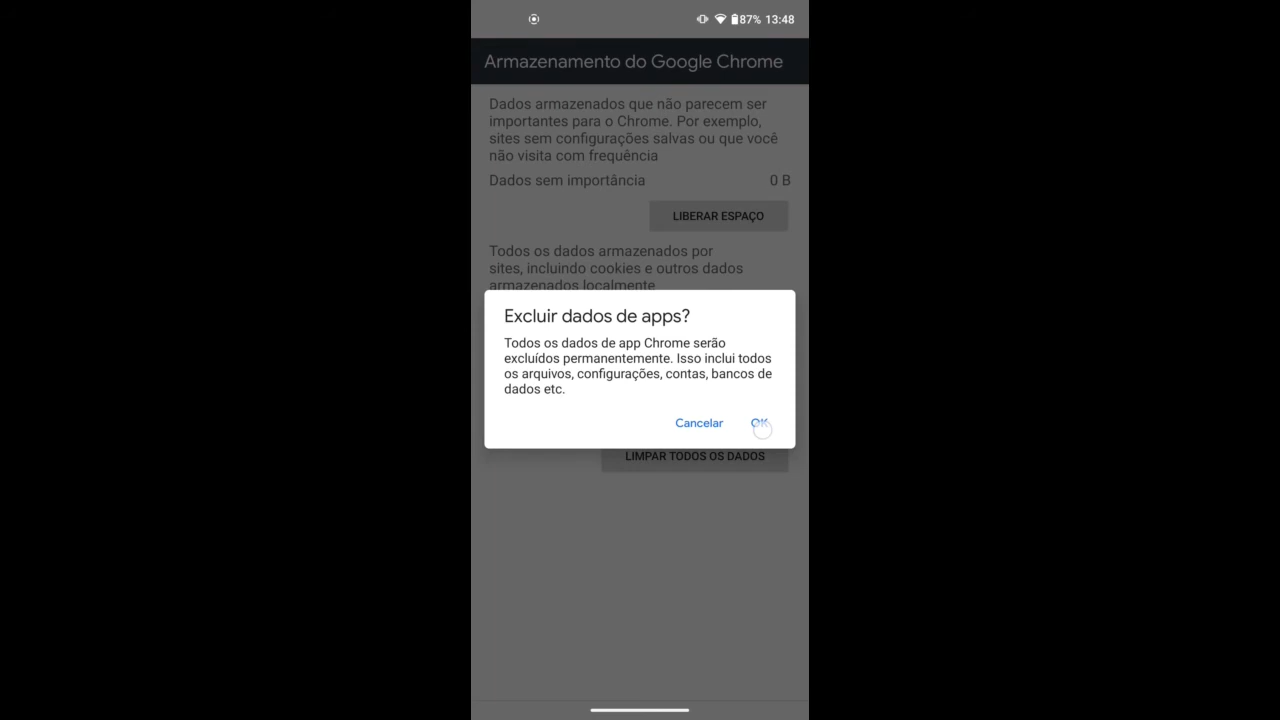 87% 13:48
Armazenamento do Google Chrome
Dados armazenados que não parecem ser
importantes para o Chrome. Por exemplo,
sites sem configurações salvas ou que você
não visita com frequência
Dados sem importância 0 B
LIBERAR ESPAÇO
Todos os dados armazenados por
sites, incluindo cookies e outros dados
armazenados localmente
Excluir dados de apps?
Todos os dados de app Chrome serão
excluídos permanentemente. Isso inclui todos
os arquivos, configurações, contas, bancos de
dados etc.
Cancelar OK
LIMPAR TODOS OS DADOS